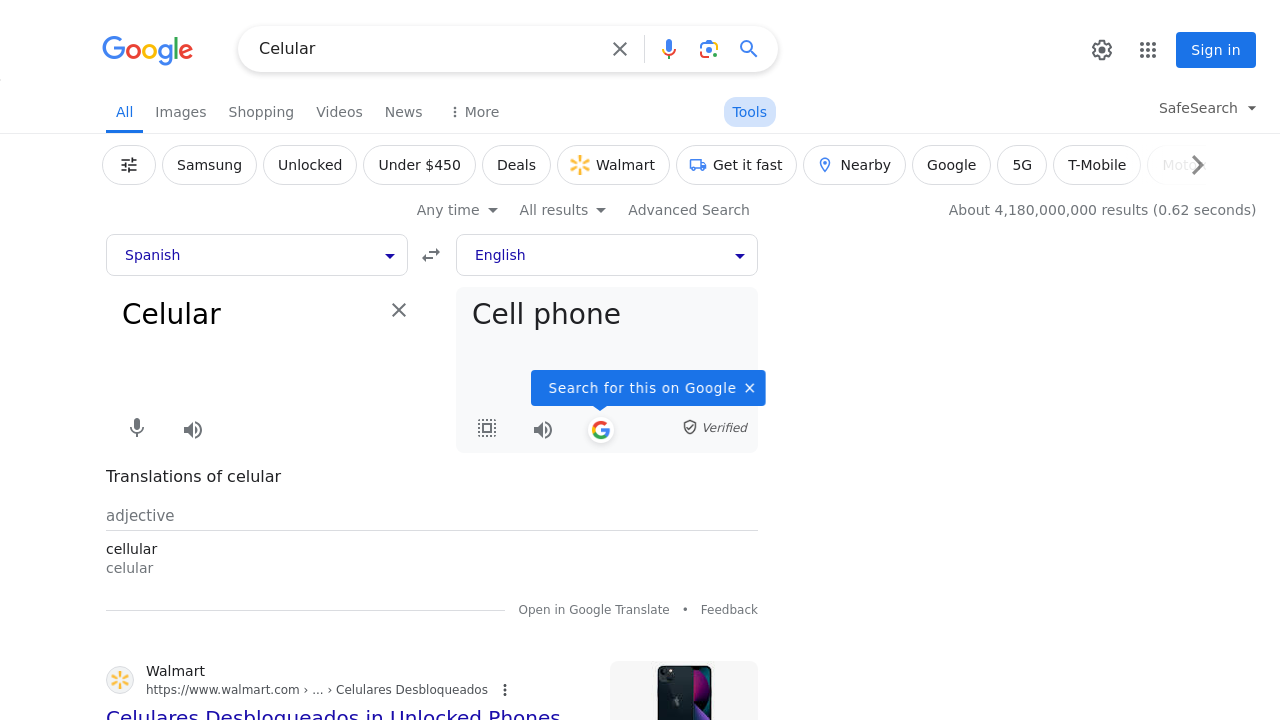 Google
Celular
Sign in
All Images Shopping Videos News More
Tools
SafeSearch
Samsung Unlocked Under $450 Deals Walmart Get it fast Nearby Google 5G T-Mobile
Any time All results Advanced Search
About 4,180,000,000 results (0.62 seconds)
Spanish English
Celular
Cell phone
Search for this on Google
Verified
Translations of celular
adjective
cellular
celular
Open in Google Translate • Feedback
Walmart
https://www.walmart.com › ... › Celulares Desbloqueados
Celulares Desbloqueados in Unlocked Phones